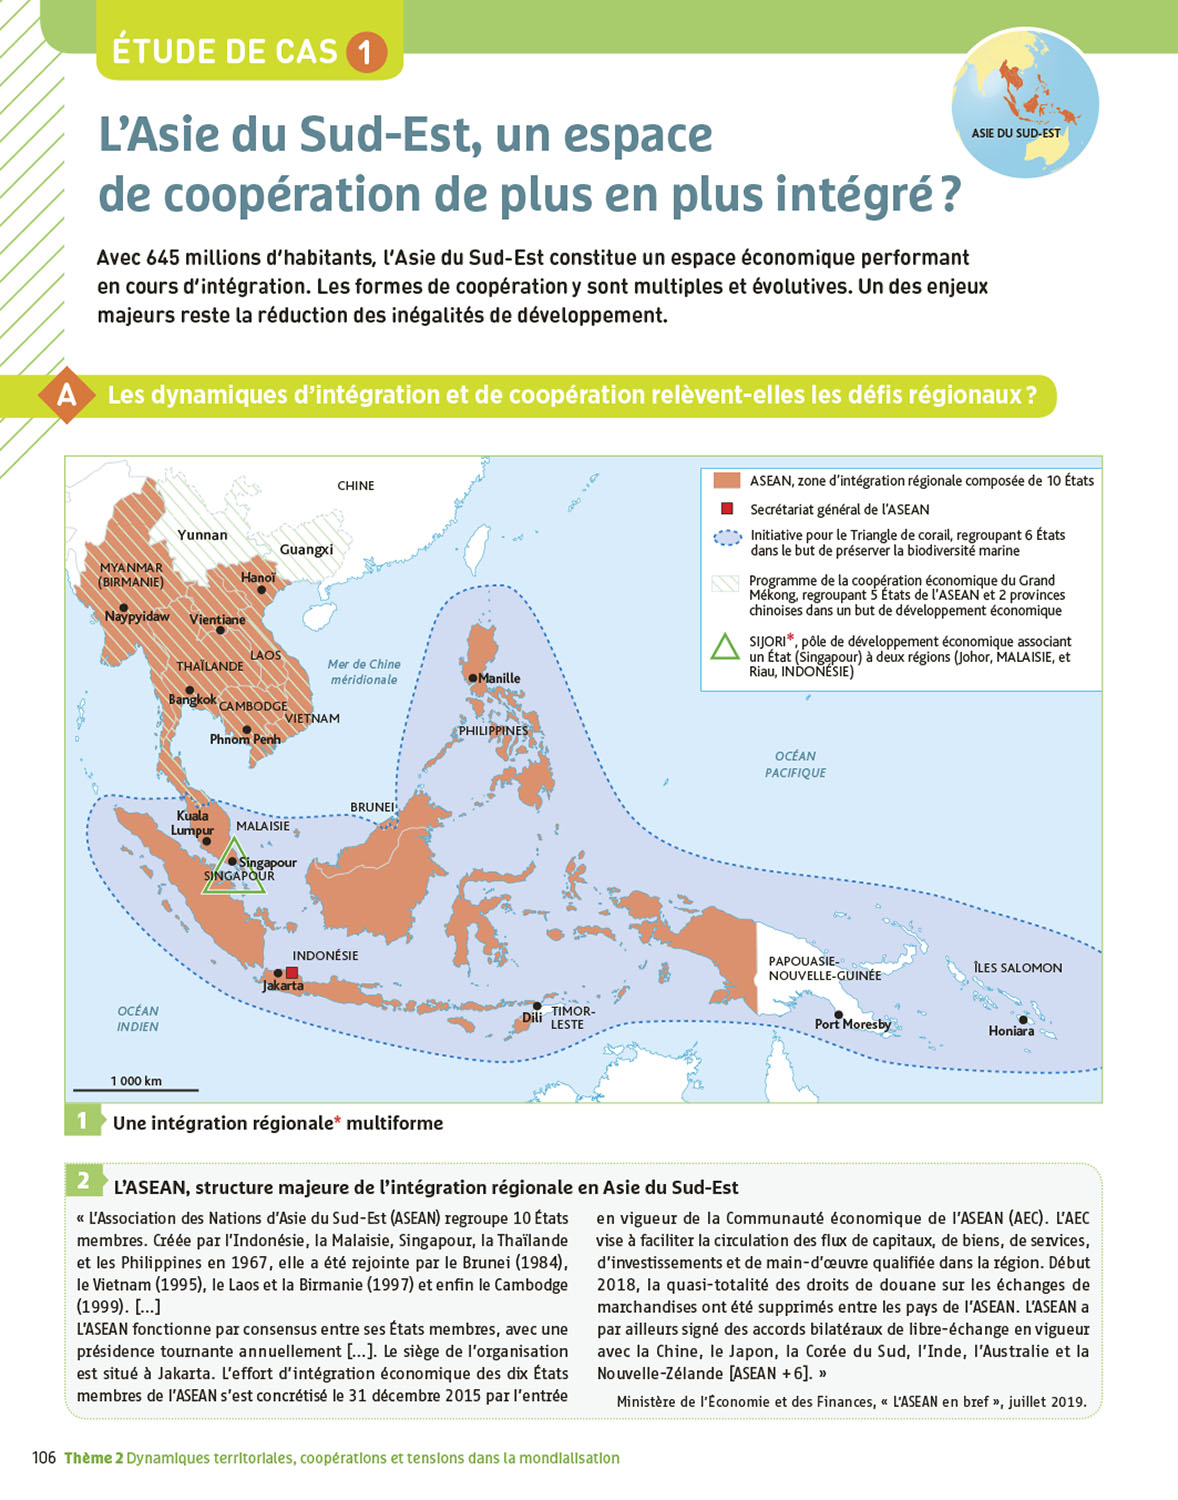 ÉTUDE DE CAS 1
ASIE DU SUD-EST
L'Asie du Sud-Est, un espace
de coopération de plus en plus intégré ?
Avec 645 millions d'habitants, l'Asie du Sud-Est constitue un espace économique performant
en cours d'intégration. Les formes de coopération y sont multiples et évolutives. Un des enjeux
majeurs reste la réduction des inégalités de développement.
A Les dynamiques d'intégration et de coopération relèvent-elles les défis régionaux ?
CHINE
Yunnan
Guangxi
MYANMAR
(BIRMANIE)
Hanoï
Naypyidaw
Vientiane
LAOS
THAÏLANDE
Mer de Chine
méridionale
Bangkok
CAMBODGE
VIETNAM
Phnom Penh
Manille
PHILIPPINES
OCÉAN
PACIFIQUE
BRUNEI
Kuala
Lumpur
MALAISIE
Singapour
SINGAPOUR
INDONÉSIE
Jakarta
OCÉAN
INDIEN
Dili
TIMOR-
LESTE
PAPOUASIE-
NOUVELLE-GUINÉE
Port Moresby
ÎLES SALOMON
Honiara
1 000 km
ASEAN, zone d'intégration régionale composée de 10 États
Secrétariat général de l'ASEAN
Initiative pour le Triangle de corail, regroupant 6 États
dans le but de préserver la biodiversité marine
Programme de la coopération économique du Grand
Mékong, regroupant 5 États de l'ASEAN et 2 provinces
chinoises dans un but de développement économique
SIJORI*, pôle de développement économique associant
un État (Singapour) à deux régions (Johor, MALAISIE, et
Riau, INDONÉSIE)
1 Une intégration régionale* multiforme
2 L'ASEAN, structure majeure de l'intégration régionale en Asie du Sud-Est
« L'Association des Nations d'Asie du Sud-Est (ASEAN) regroupe 10 États
membres. Créée par l'Indonésie, la Malaisie, Singapour, la Thaïlande
et les Philippines en 1967, elle a été rejointe par le Brunei (1984),
le Vietnam (1995), le Laos et la Birmanie (1997) et enfin le Cambodge
(1999). [...]
L'ASEAN fonctionne par consensus entre ses États membres, avec une
présidence tournante annuellement [...]. Le siège de l'organisation
est situé à Jakarta. L'effort d'intégration économique des dix États
membres de l'ASEAN s'est concrétisé le 31 décembre 2015 par l'entrée
en vigueur de la Communauté économique de l'ASEAN (AEC). L'AEC
vise à faciliter la circulation des flux de capitaux, de biens, de services,
d'investissements et de main-d'œuvre qualifiée dans la région. Début
2018, la quasi-totalité des droits de douane sur les échanges de
marchandises ont été supprimés entre les pays de l'ASEAN. L'ASEAN a
par ailleurs signé des accords bilatéraux de libre-échange en vigueur
avec la Chine, le Japon, la Corée du Sud, l'Inde, l'Australie et la
Nouvelle-Zélande [ASEAN + 6]. »
Ministère de l'Économie et des Finances, « L'ASEAN en bref », juillet 2019.
106 Thème 2 Dynamiques territoriales, coopérations et tensions dans la mondialisation